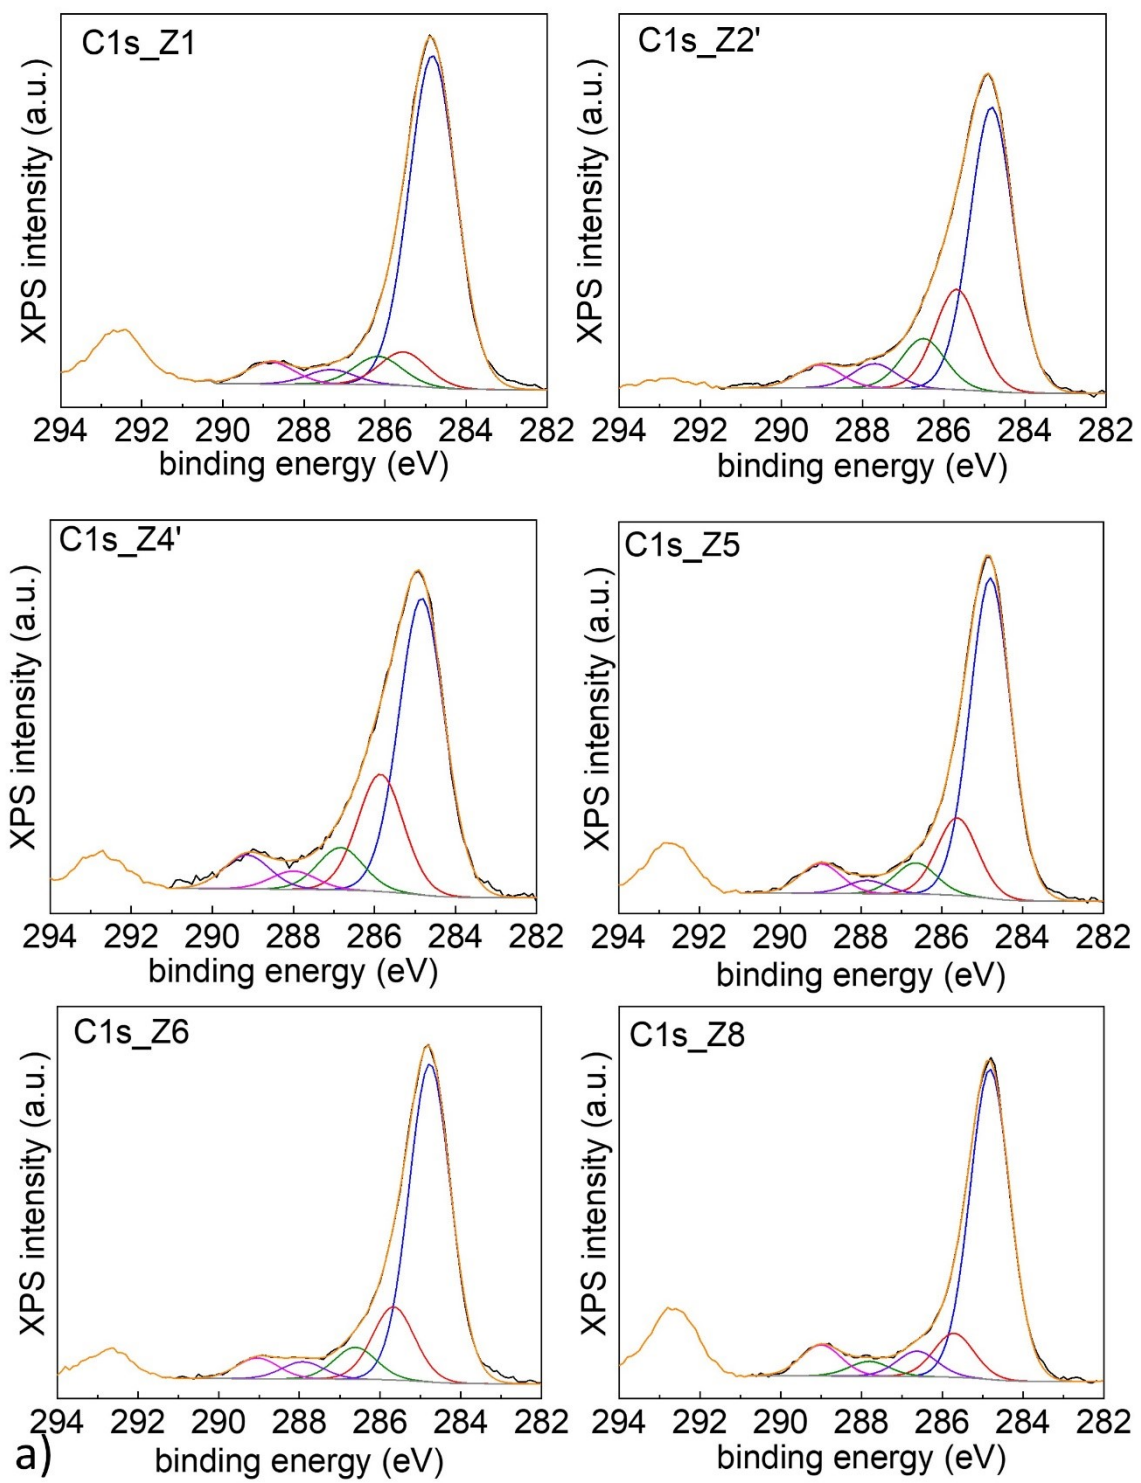 C1s_Z1
XPS intensity (a.u.)
294 292 290 288 286 284 282
binding energy (eV)
C1s_Z2'
XPS intensity (a.u.)
294 292 290 288 286 284 282
binding energy (eV)
C1s_Z4'
XPS intensity (a.u.)
294 292 290 288 286 284 282
binding energy (eV)
C1s_Z5
XPS intensity (a.u.)
294 292 290 288 286 284 282
binding energy (eV)
C1s_Z6
XPS intensity (a.u.)
294 292 290 288 286 284 282
binding energy (eV)
C1s_Z8
XPS intensity (a.u.)
294 292 290 288 286 284 282
binding energy (eV)
a)